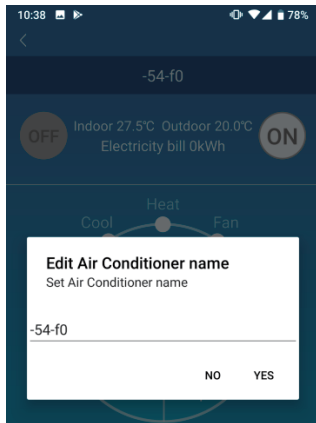 10:38 78%
-54-f0
OFF Indoor 27.5℃ Outdoor 20.0℃ ON
Electricity bill 0kWh
Heat
Cool Fan
Edit Air Conditioner name
Set Air Conditioner name
-54-f0
NO YES